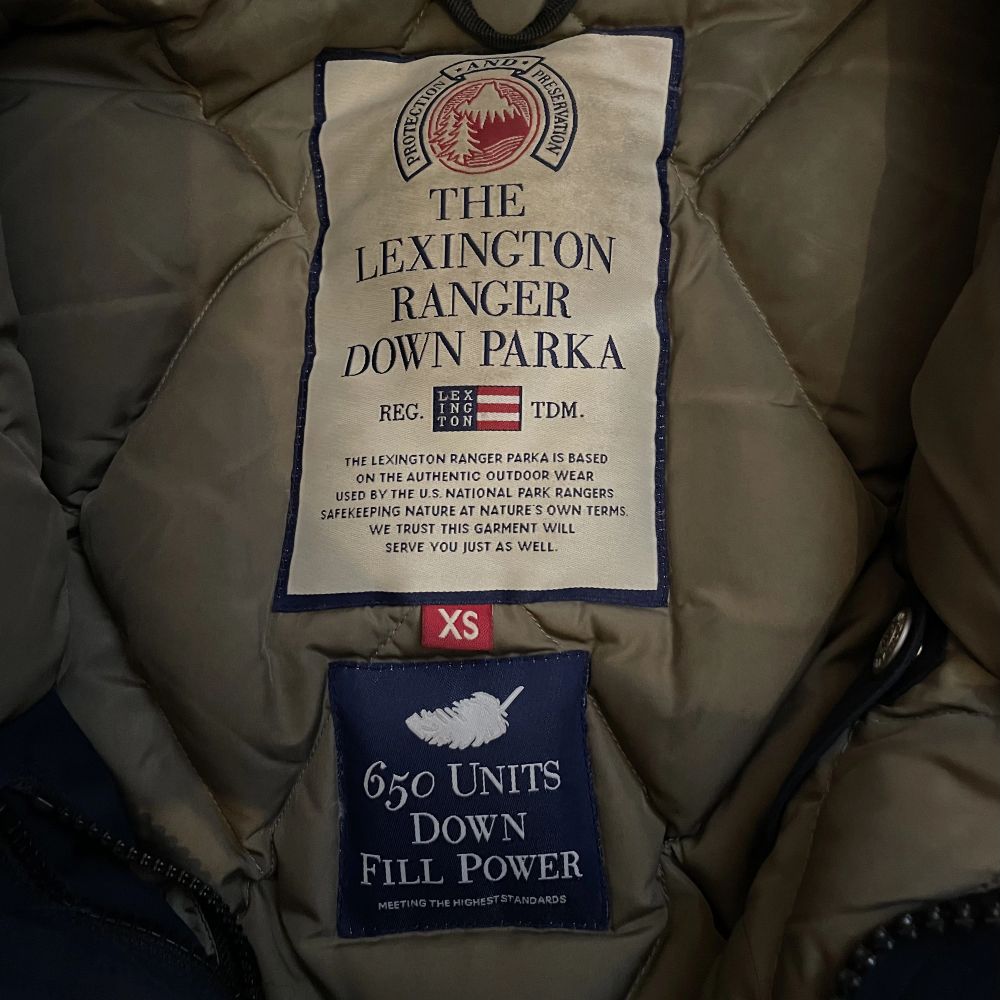 PROTECTION AND PRESERVATION
THE
LEXINGTON
RANGER
DOWN PARKA
REG. LEX ING TON TDM.
THE LEXINGTON RANGER PARKA IS BASED
ON THE AUTHENTIC OUTDOOR WEAR
USED BY THE U.S. NATIONAL PARK RANGERS
SAFEKEEPING NATURE AT NATURE'S OWN TERMS.
WE TRUST THIS GARMENT WILL
SERVE YOU JUST AS WELL.
XS
650 UNITS
DOWN
FILL POWER
MEETING THE HIGHEST STANDARDS